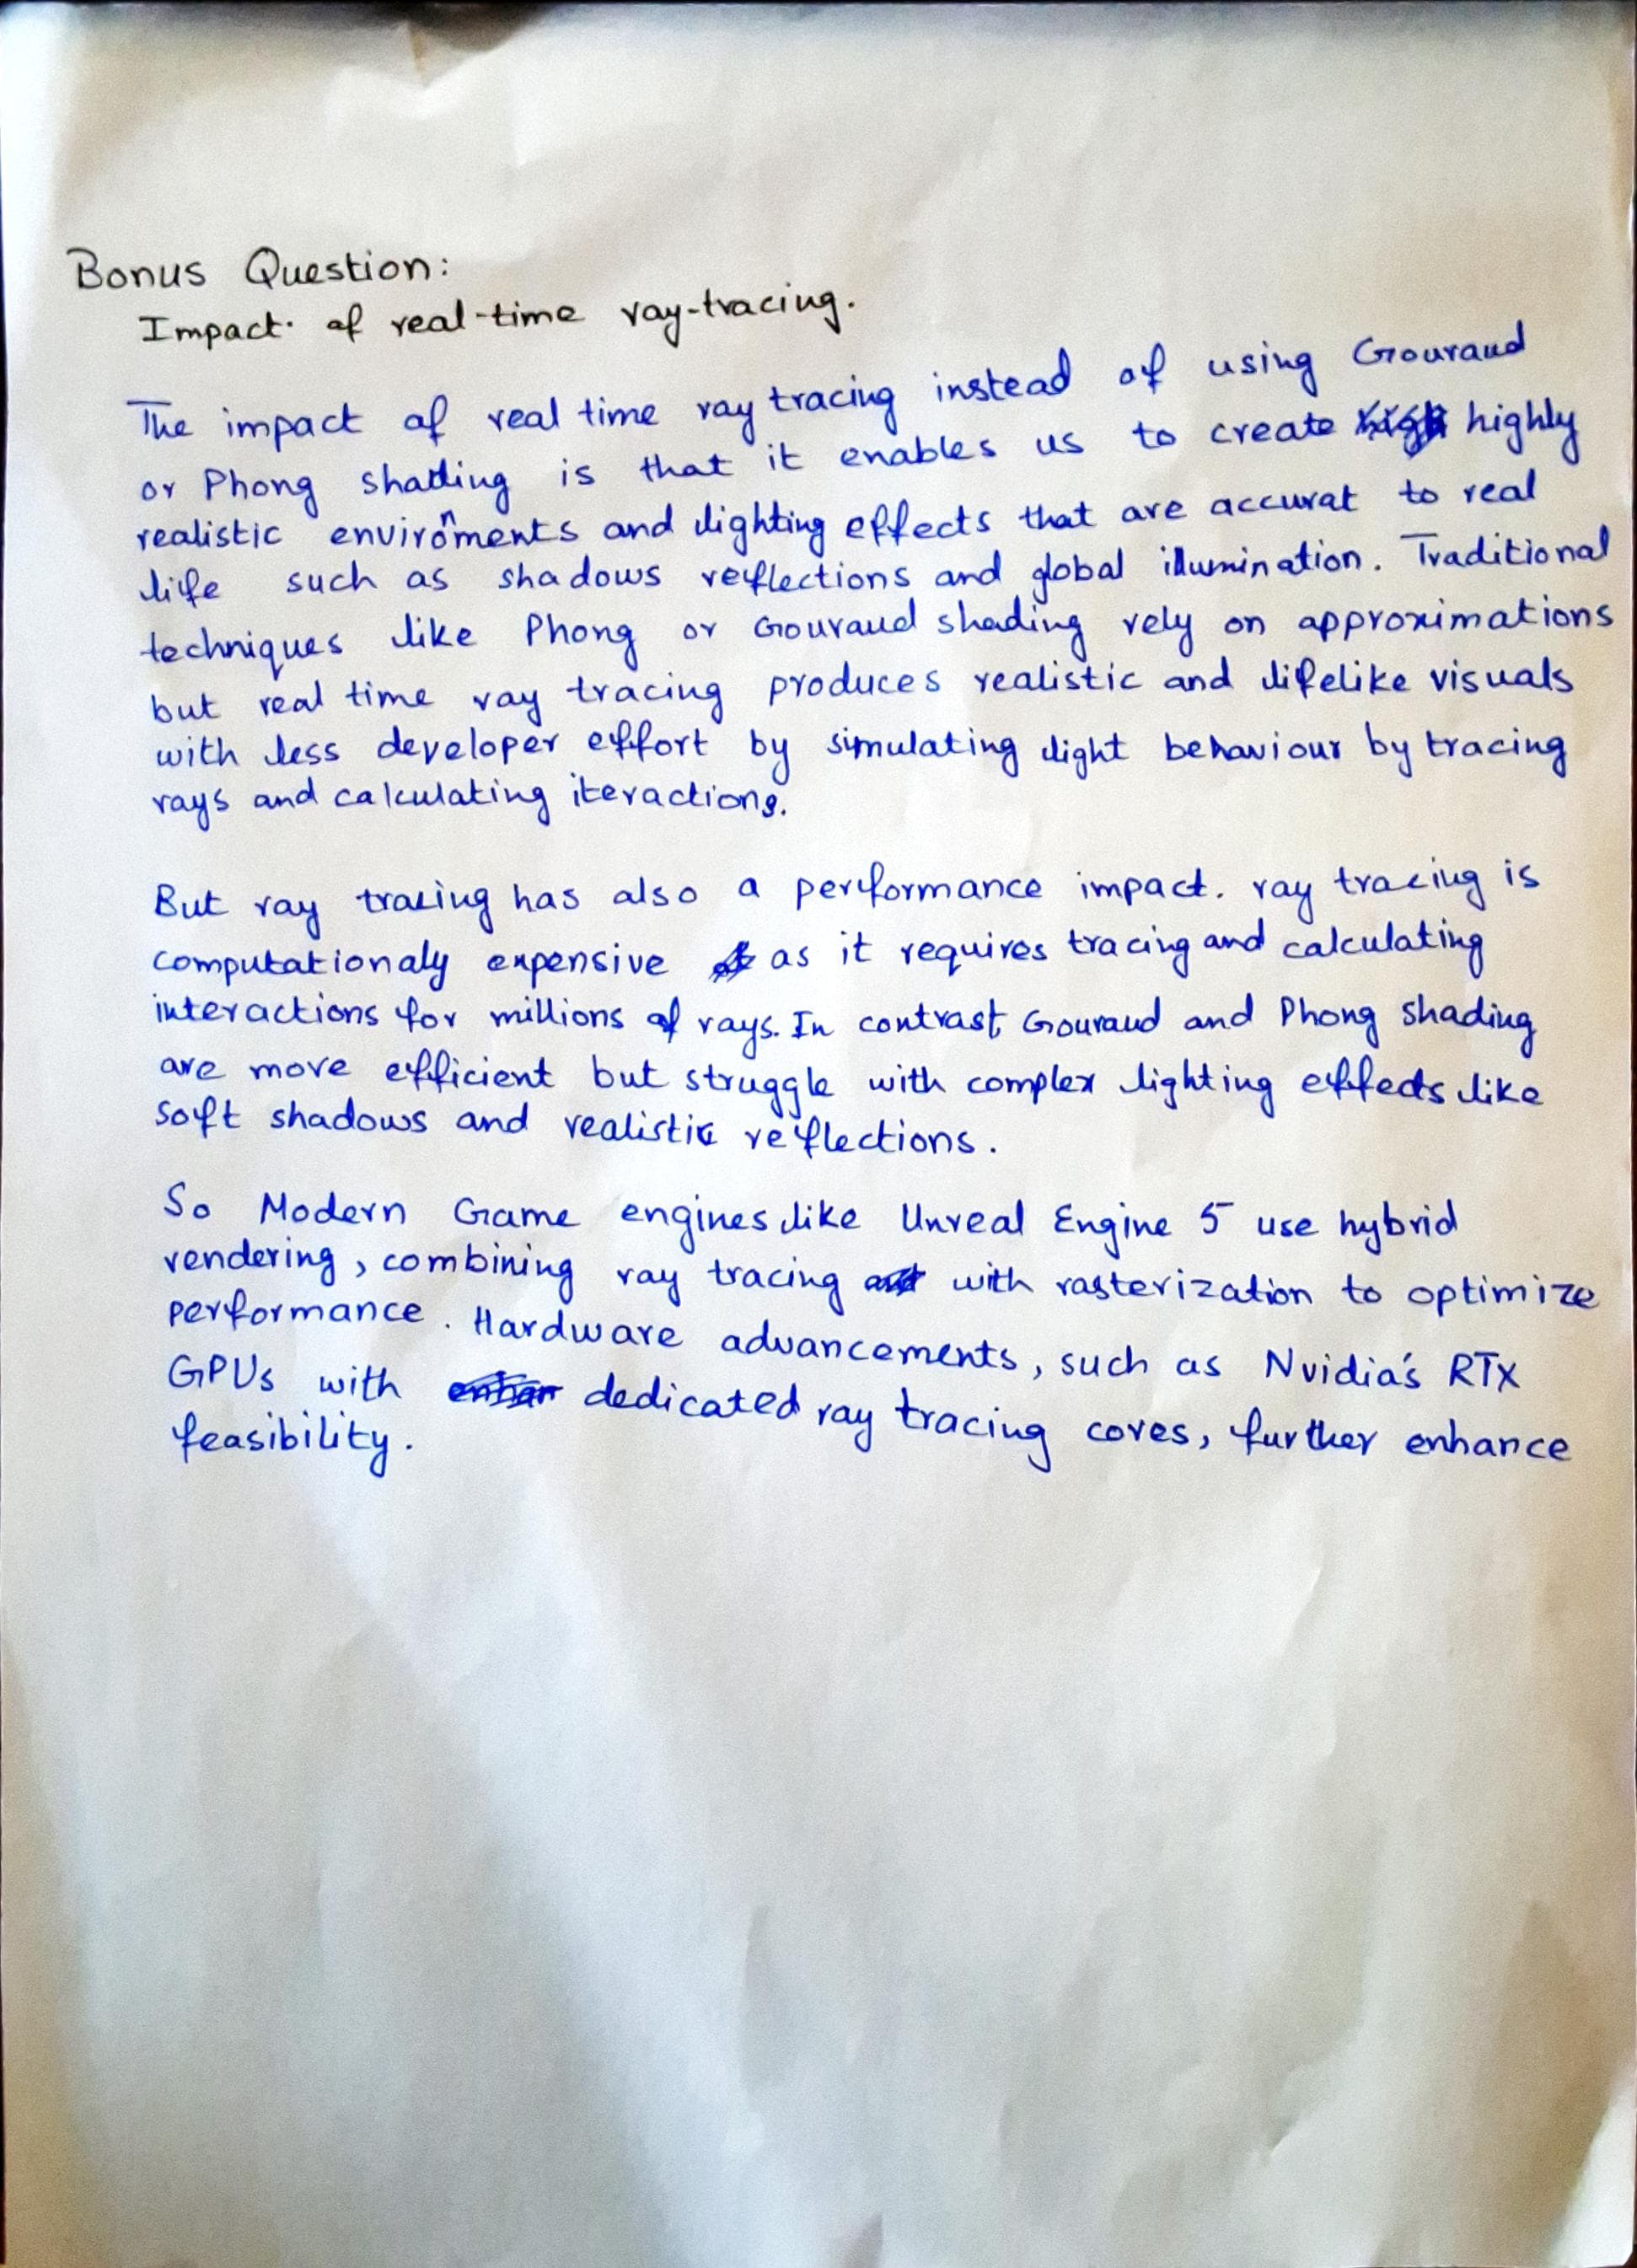 Bonus Question:
Impact of real-time ray-tracing.
The impact of real time ray tracing instead of using Gouraud
or Phong shading is that it enables us to create high highly
realistic environments and lighting effects that are accurat to real
life such as shadows reflections and global illumination. Traditional
techniques like Phong or Gouraud shading rely on approximations
but real time ray tracing produces realistic and lifelike visuals
with less developer effort by simulating light behaviour by tracing
rays and calculating iteractions.
But ray tracing has also a performance impact. ray tracing is
computationaly expensive as it requires tracing and calculating
interactions for millions of rays. In contrast Gouraud and Phong shading
are more efficient but struggle with complex lighting effects like
soft shadows and realistic reflections.
So Modern Game engines like Unreal Engine 5 use hybrid
rendering, combining ray tracing and with rasterization to optimize
performance. Hardware advancements, such as Nvidia's RTX
GPUs with dedicated ray tracing cores, further enhance
feasibility.